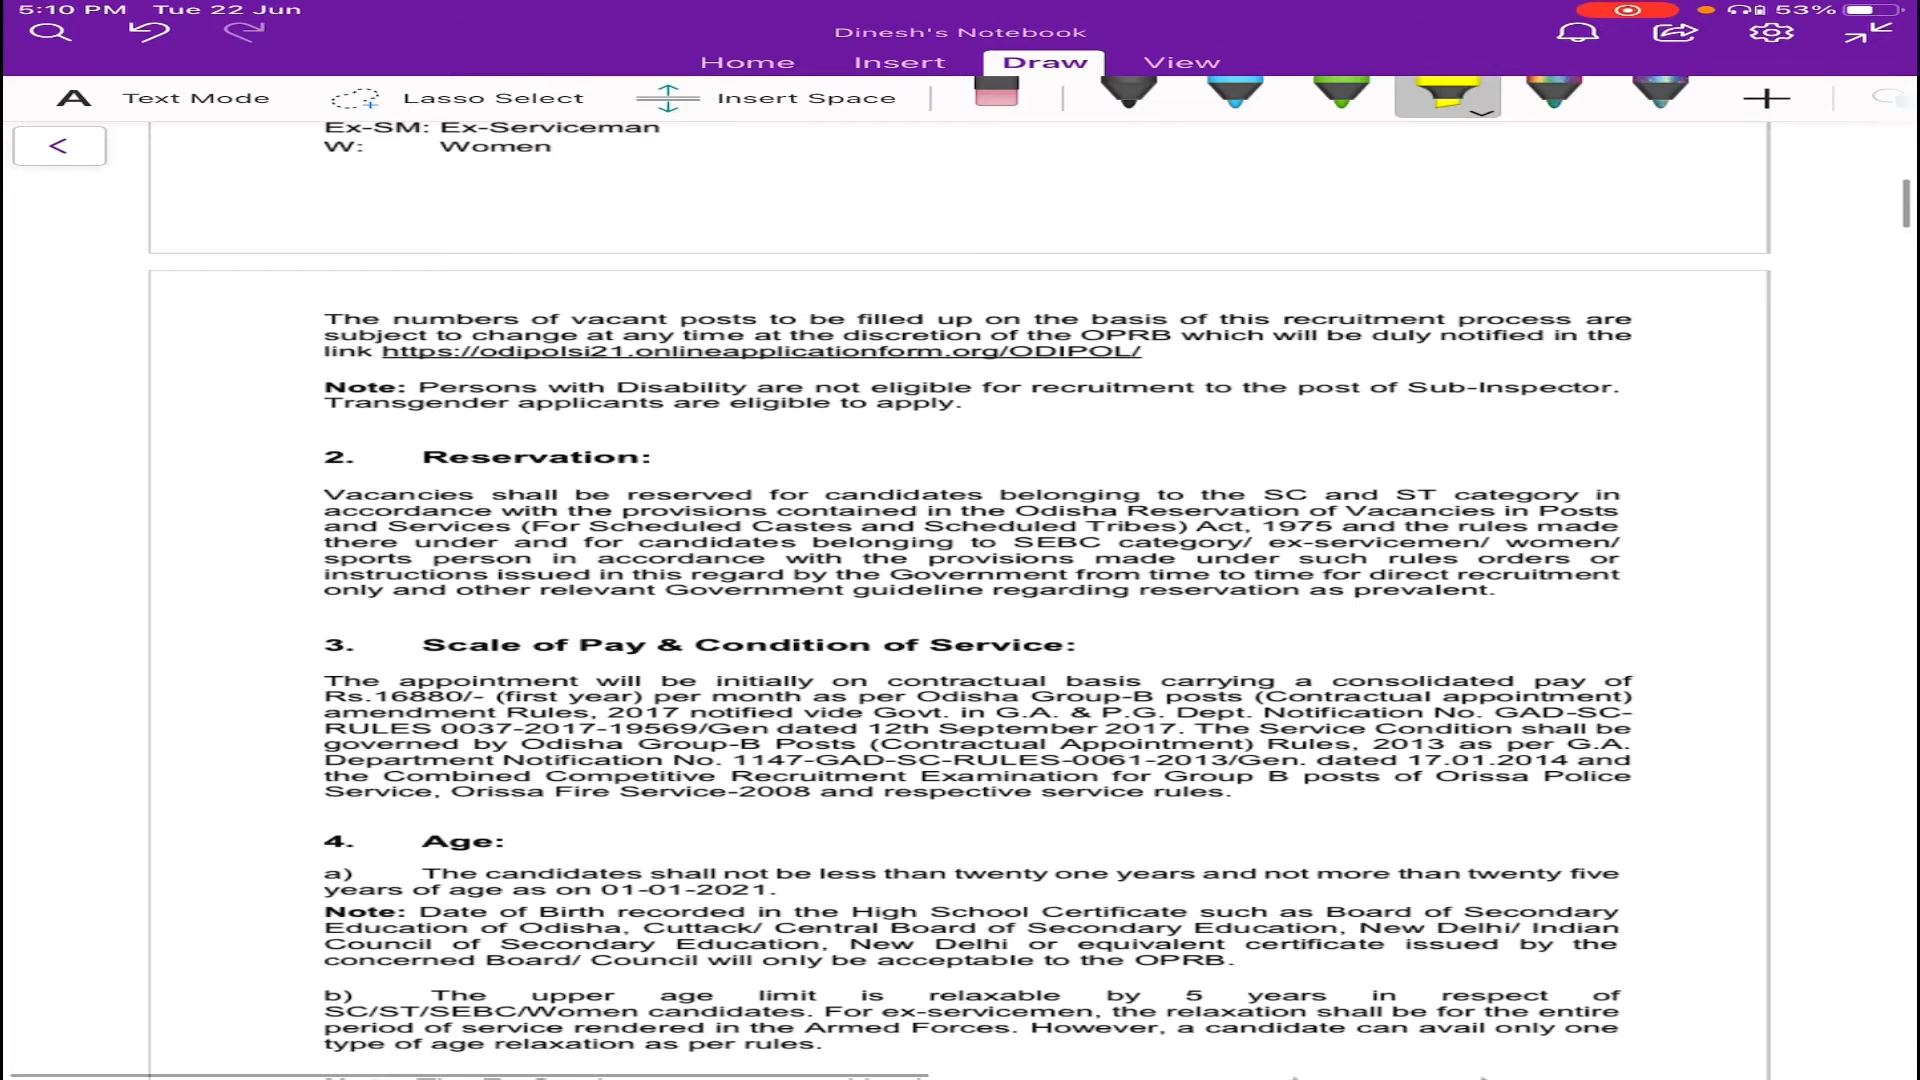 5:10 PM Tue 22 Jun
53%
Dinesh's Notebook
Home Insert Draw View
A Text Mode Lasso Select Insert Space
<
Ex-SM: Ex-Serviceman
W: Women
The numbers of vacant posts to be filled up on the basis of this recruitment process are
subject to change at any time at the discretion of the OPRB which will be duly notified in the
link https://odipolsi21.onlineapplicationform.org/ODIPOL/
Note: Persons with Disability are not eligible for recruitment to the post of Sub-Inspector.
Transgender applicants are eligible to apply.
2. Reservation:
Vacancies shall be reserved for candidates belonging to the SC and ST category in
accordance with the provisions contained in the Odisha Reservation of Vacancies in Posts
and Services (For Scheduled Castes and Scheduled Tribes) Act, 1975 and the rules made
there under and for candidates belonging to SEBC category/ ex-servicemen/ women/
sports person in accordance with the provisions made under such rules orders or
instructions issued in this regard by the Government from time to time for direct recruitment
only and other relevant Government guideline regarding reservation as prevalent.
3. Scale of Pay & Condition of Service:
The appointment will be initially on contractual basis carrying a consolidated pay of
Rs.16880/- (first year) per month as per Odisha Group-B posts (Contractual appointment)
amendment Rules, 2017 notified vide Govt. in G.A. & P.G. Dept. Notification No. GAD-SC-
RULES 0037-2017-19569/Gen dated 12th September 2017. The Service Condition shall be
governed by Odisha Group-B Posts (Contractual Appointment) Rules, 2013 as per G.A.
Department Notification No. 1147-GAD-SC-RULES-0061-2013/Gen. dated 17.01.2014 and
the Combined Competitive Recruitment Examination for Group B posts of Orissa Police
Service, Orissa Fire Service-2008 and respective service rules.
4. Age:
a) The candidates shall not be less than twenty one years and not more than twenty five
years of age as on 01-01-2021.
Note: Date of Birth recorded in the High School Certificate such as Board of Secondary
Education of Odisha, Cuttack/ Central Board of Secondary Education, New Delhi/ Indian
Council of Secondary Education, New Delhi or equivalent certificate issued by the
concerned Board/ Council will only be acceptable to the OPRB.
b) The upper age limit is relaxable by 5 years in respect of
SC/ST/SEBC/Women candidates. For ex-servicemen, the relaxation shall be for the entire
period of service rendered in the Armed Forces. However, a candidate can avail only one
type of age relaxation as per rules.